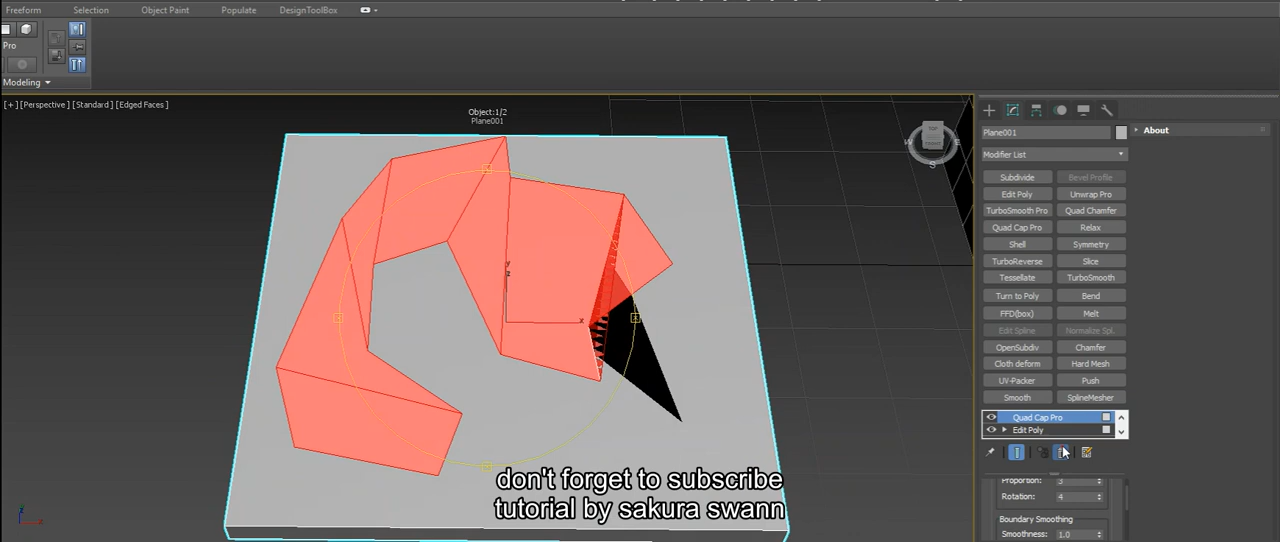 Freeform Selection Object Paint Populate DesignToolBox
Pro
Modeling
[+] [Perspective] [Standard] [Edged Faces]
Object:1/2
Plane001
TOP
W
E
S
y
z
x
Plane001
About
Modifier List
Subdivide Bevel Profile
Edit Poly Unwrap Pro
TurboSmooth Pro Quad Chamfer
Quad Cap Pro Relax
Shell Symmetry
TurboReverse Slice
Tessellate TurboSmooth
Turn to Poly Bend
FFD(box) Melt
Edit Spline Normalize Spl.
OpenSubdiv Chamfer
Cloth deform Hard Mesh
UV-Packer Push
Smooth SplineMesher
Quad Cap Pro
Edit Poly
Proportion: 3
Rotation: 4
Boundary Smoothing
Smoothness: 1.0
don't forget to subscribe
tutorial by sakura swann